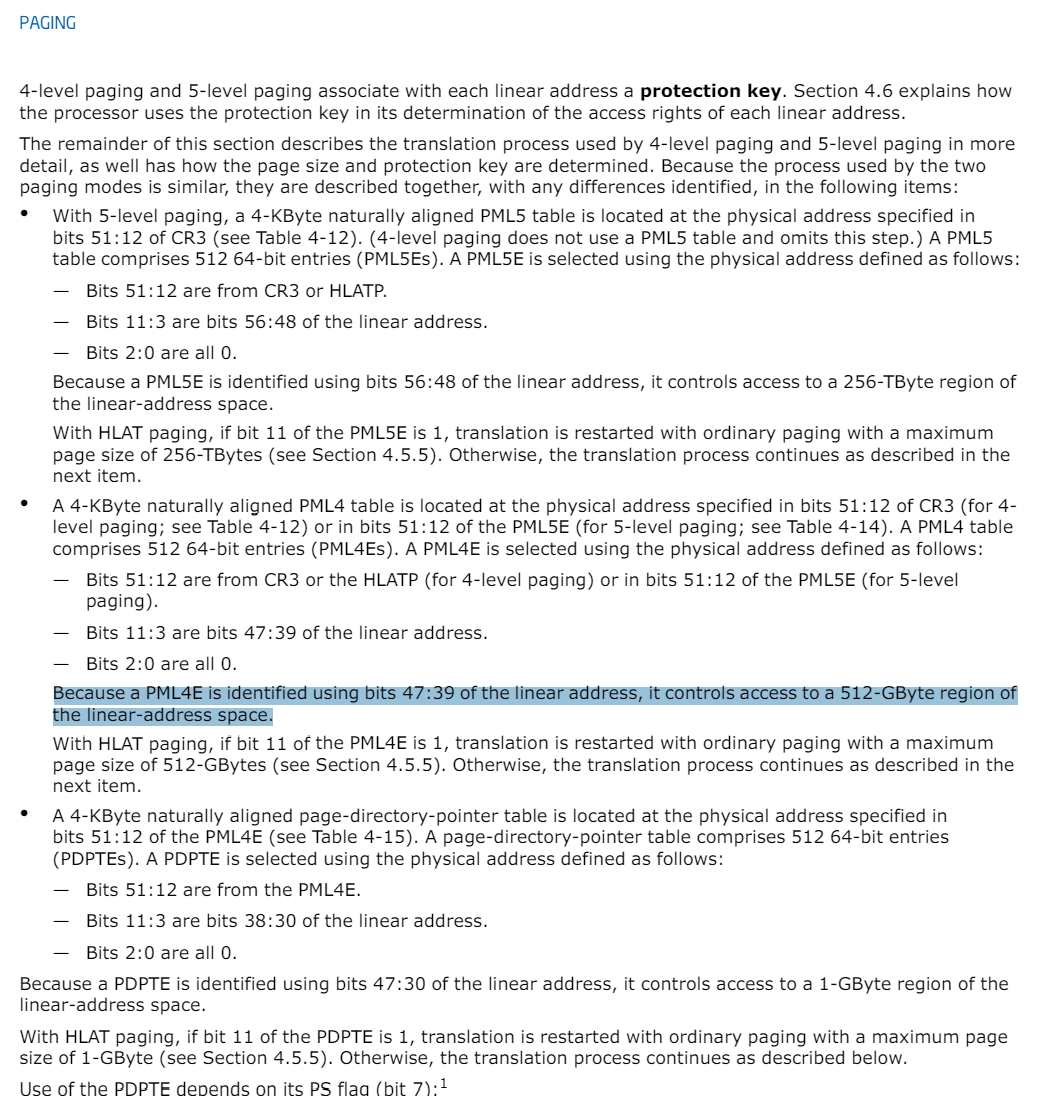 PAGING
4-level paging and 5-level paging associate with each linear address a protection key. Section 4.6 explains how
the processor uses the protection key in its determination of the access rights of each linear address.
The remainder of this section describes the translation process used by 4-level paging and 5-level paging in more
detail, as well has how the page size and protection key are determined. Because the process used by the two
paging modes is similar, they are described together, with any differences identified, in the following items:
• With 5-level paging, a 4-KByte naturally aligned PML5 table is located at the physical address specified in
bits 51:12 of CR3 (see Table 4-12). (4-level paging does not use a PML5 table and omits this step.) A PML5
table comprises 512 64-bit entries (PML5Es). A PML5E is selected using the physical address defined as follows:
— Bits 51:12 are from CR3 or HLATP.
— Bits 11:3 are bits 56:48 of the linear address.
— Bits 2:0 are all 0.
Because a PML5E is identified using bits 56:48 of the linear address, it controls access to a 256-TByte region of
the linear-address space.
With HLAT paging, if bit 11 of the PML5E is 1, translation is restarted with ordinary paging with a maximum
page size of 256-TBytes (see Section 4.5.5). Otherwise, the translation process continues as described in the
next item.
• A 4-KByte naturally aligned PML4 table is located at the physical address specified in bits 51:12 of CR3 (for 4-
level paging; see Table 4-12) or in bits 51:12 of the PML5E (for 5-level paging; see Table 4-14). A PML4 table
comprises 512 64-bit entries (PML4Es). A PML4E is selected using the physical address defined as follows:
— Bits 51:12 are from CR3 or the HLATP (for 4-level paging) or in bits 51:12 of the PML5E (for 5-level
paging).
— Bits 11:3 are bits 47:39 of the linear address.
— Bits 2:0 are all 0.
Because a PML4E is identified using bits 47:39 of the linear address, it controls access to a 512-GByte region of
the linear-address space.
With HLAT paging, if bit 11 of the PML4E is 1, translation is restarted with ordinary paging with a maximum
page size of 512-GBytes (see Section 4.5.5). Otherwise, the translation process continues as described in the
next item.
• A 4-KByte naturally aligned page-directory-pointer table is located at the physical address specified in
bits 51:12 of the PML4E (see Table 4-15). A page-directory-pointer table comprises 512 64-bit entries
(PDPTEs). A PDPTE is selected using the physical address defined as follows:
— Bits 51:12 are from the PML4E.
— Bits 11:3 are bits 38:30 of the linear address.
— Bits 2:0 are all 0.
Because a PDPTE is identified using bits 47:30 of the linear address, it controls access to a 1-GByte region of the
linear-address space.
With HLAT paging, if bit 11 of the PDPTE is 1, translation is restarted with ordinary paging with a maximum page
size of 1-GByte (see Section 4.5.5). Otherwise, the translation process continues as described below.
Use of the PDPTE depends on its PS flag (bit 7):1